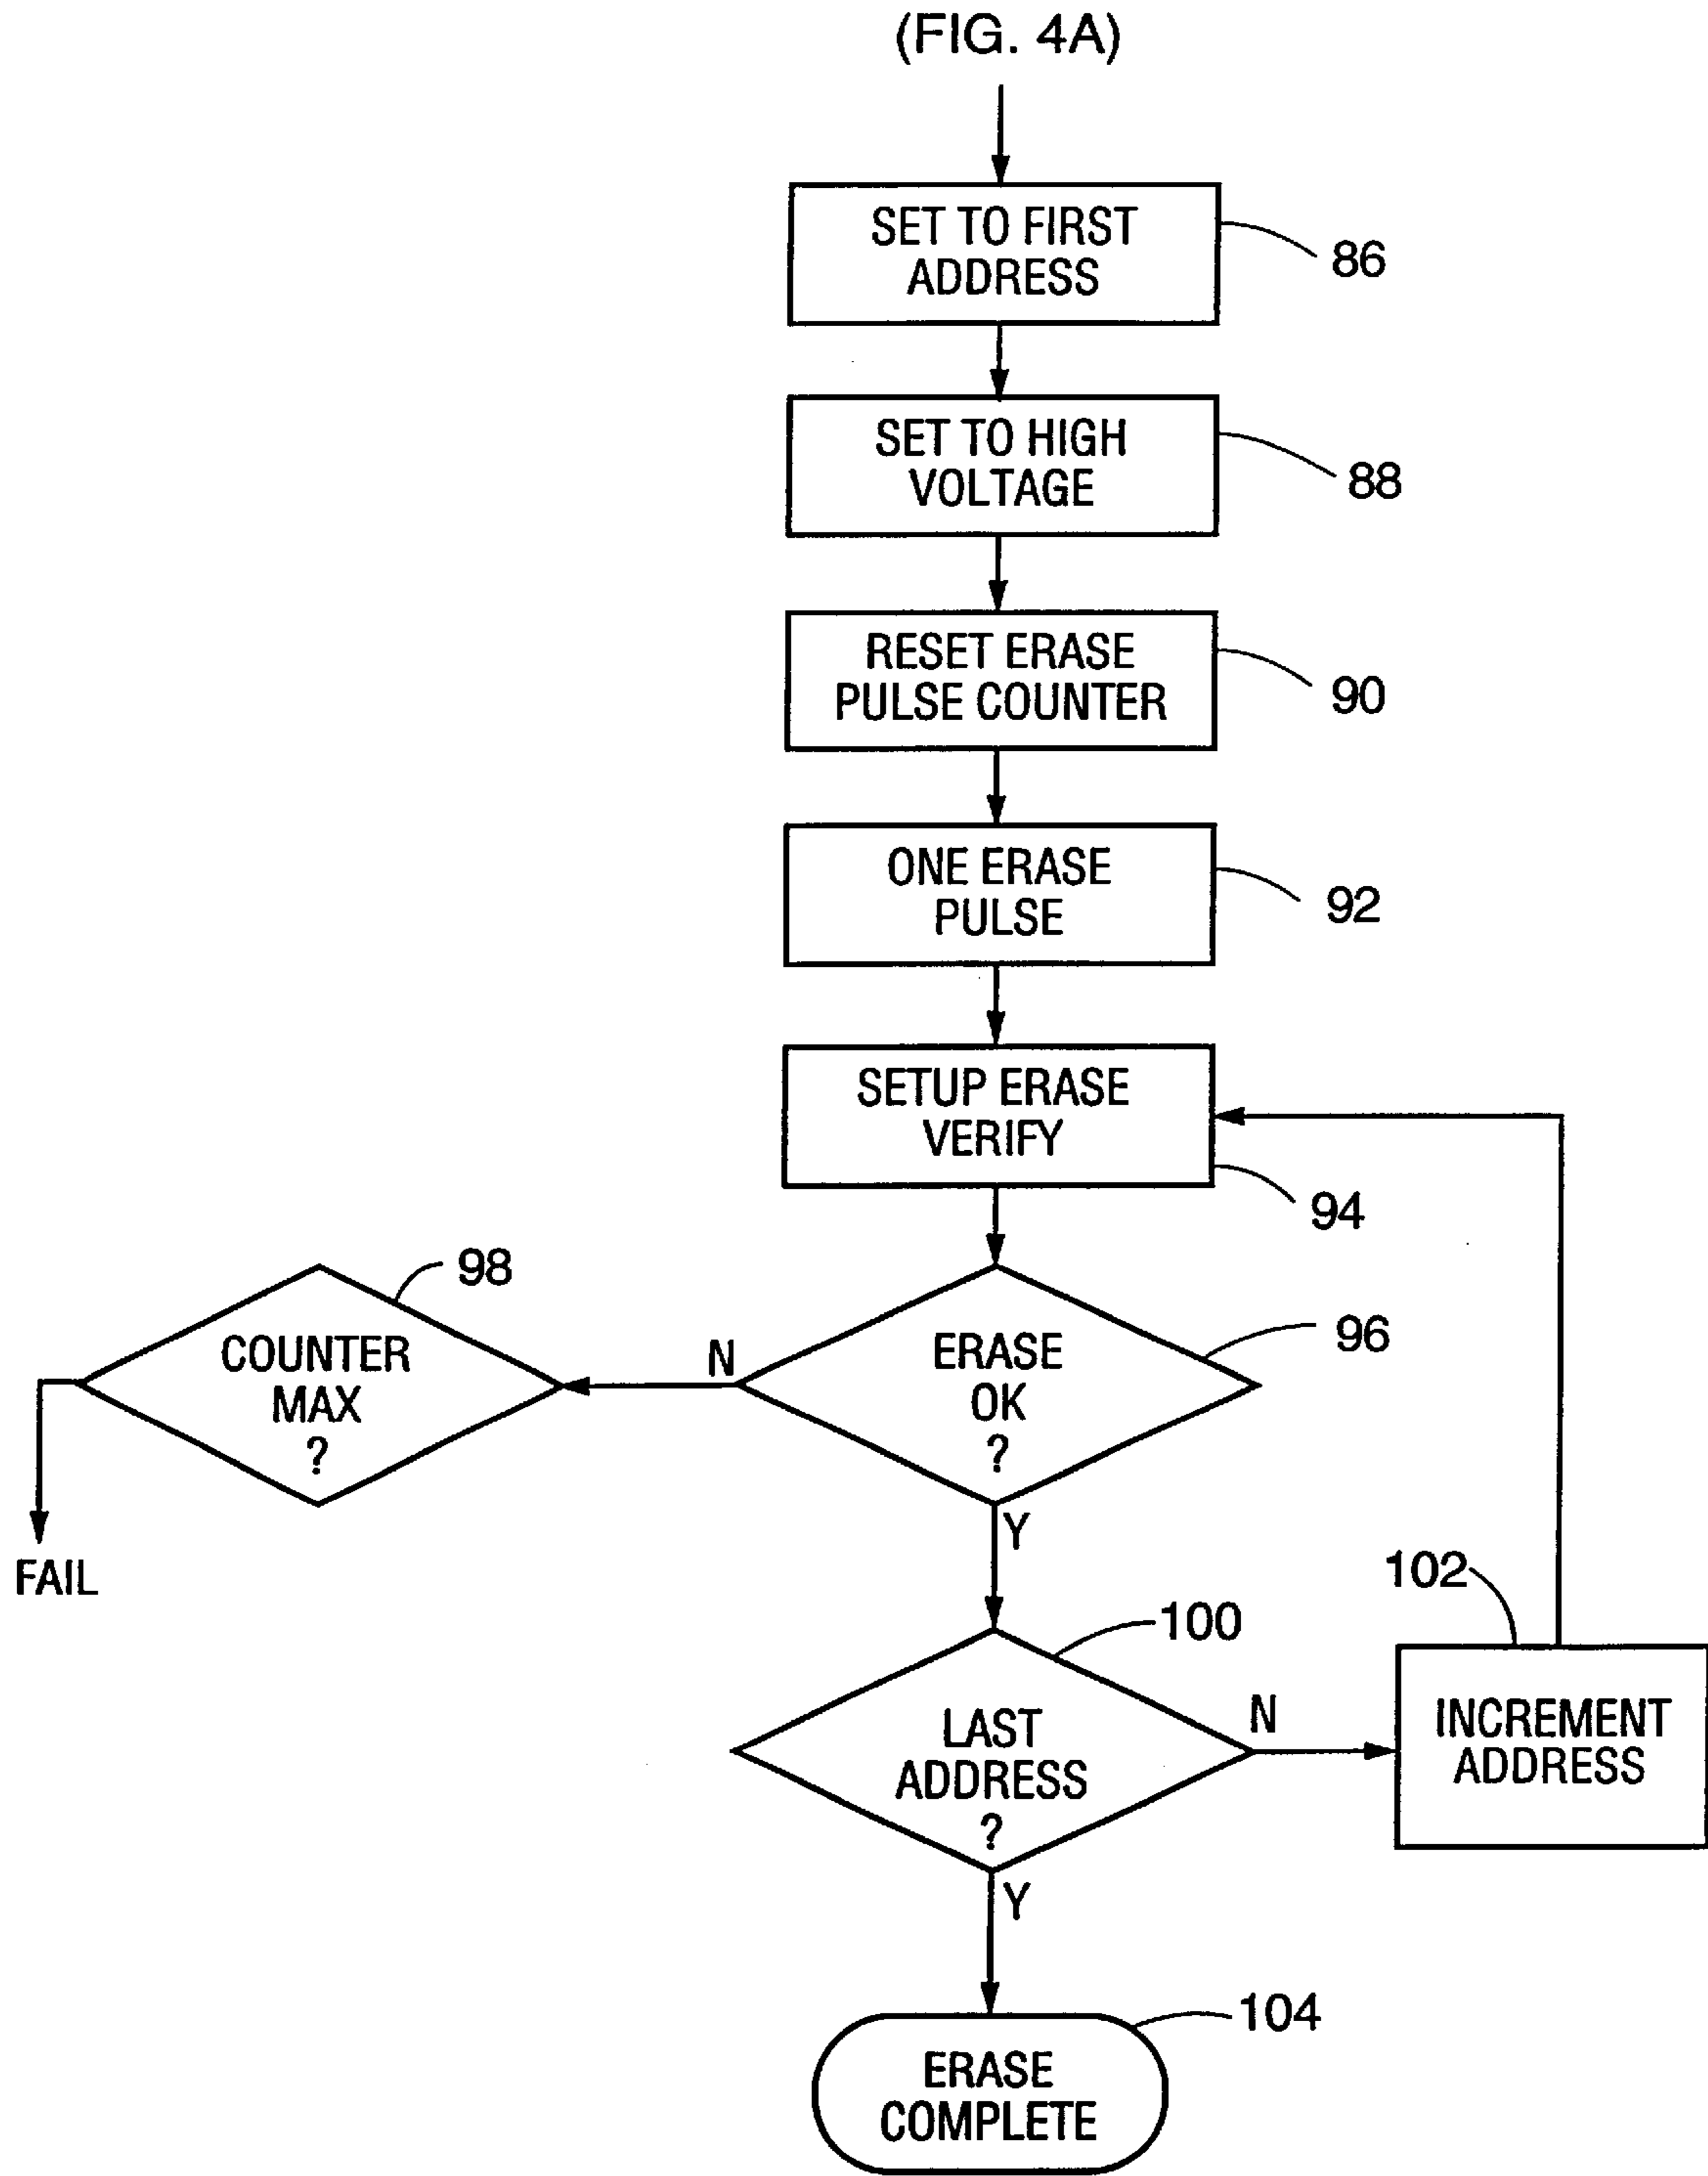 (FIG. 4A)
SET TO FIRST
ADDRESS
86
SET TO HIGH
VOLTAGE
88
RESET ERASE
PULSE COUNTER
90
ONE ERASE
PULSE
92
SETUP ERASE
VERIFY
94
98
COUNTER
MAX
?
N
ERASE
OK
?
96
Y
FAIL
102
100
LAST
ADDRESS
?
N
INCREMENT
ADDRESS
Y
104
ERASE
COMPLETE